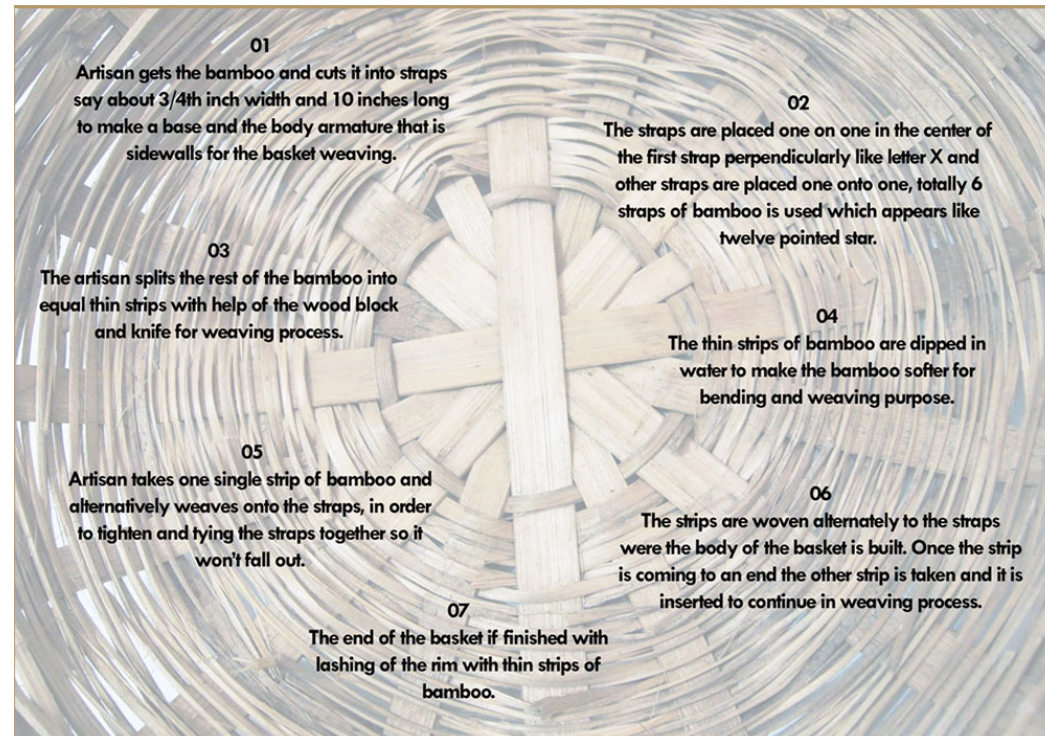 01
Artisan gets the bamboo and cuts it into straps
say about 3/4th inch width and 10 inches long
to make a base and the body armature that is
sidewalls for the basket weaving.
02
The straps are placed one on one in the center of
the first strap perpendicularly like letter X and
other straps are placed one onto one, totally 6
straps of bamboo is used which appears like
twelve pointed star.
03
The artisan splits the rest of the bamboo into
equal thin strips with help of the wood block
and knife for weaving process.
04
The thin strips of bamboo are dipped in
water to make the bamboo softer for
bending and weaving purpose.
05
Artisan takes one single strip of bamboo and
alternatively weaves onto the straps, in order
to tighten and tying the straps together so it
won't fall out.
06
The strips are woven alternately to the straps
were the body of the basket is built. Once the strip
is coming to an end the other strip is taken and it is
inserted to continue in weaving process.
07
The end of the basket if finished with
lashing of the rim with thin strips of
bamboo.